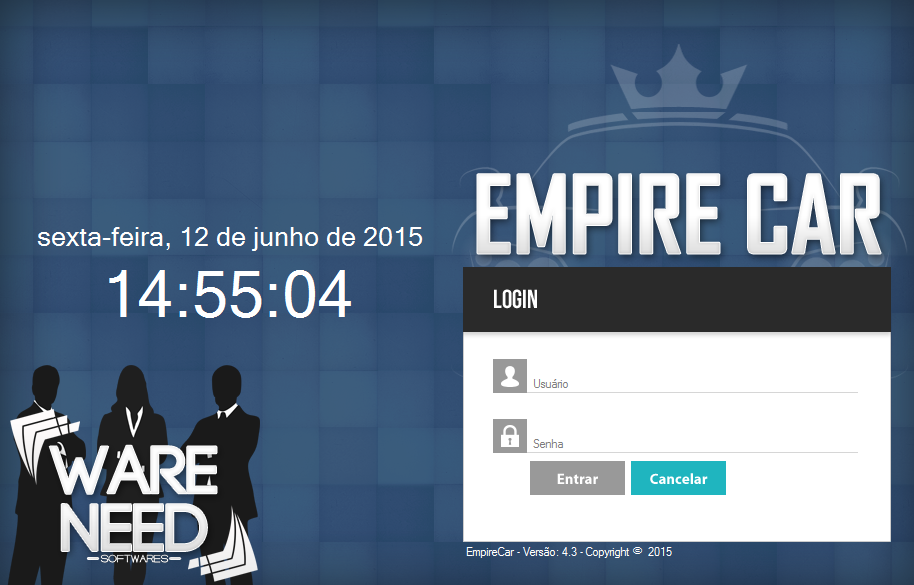 EMPIRE CAR
sexta-feira, 12 de junho de 2015
14:55:04
LOGIN
Usuário
Senha
Entrar
Cancelar
WARE
NEED
SOFTWARES
EmpireCar - Versão: 4.3 - Copyright © 2015